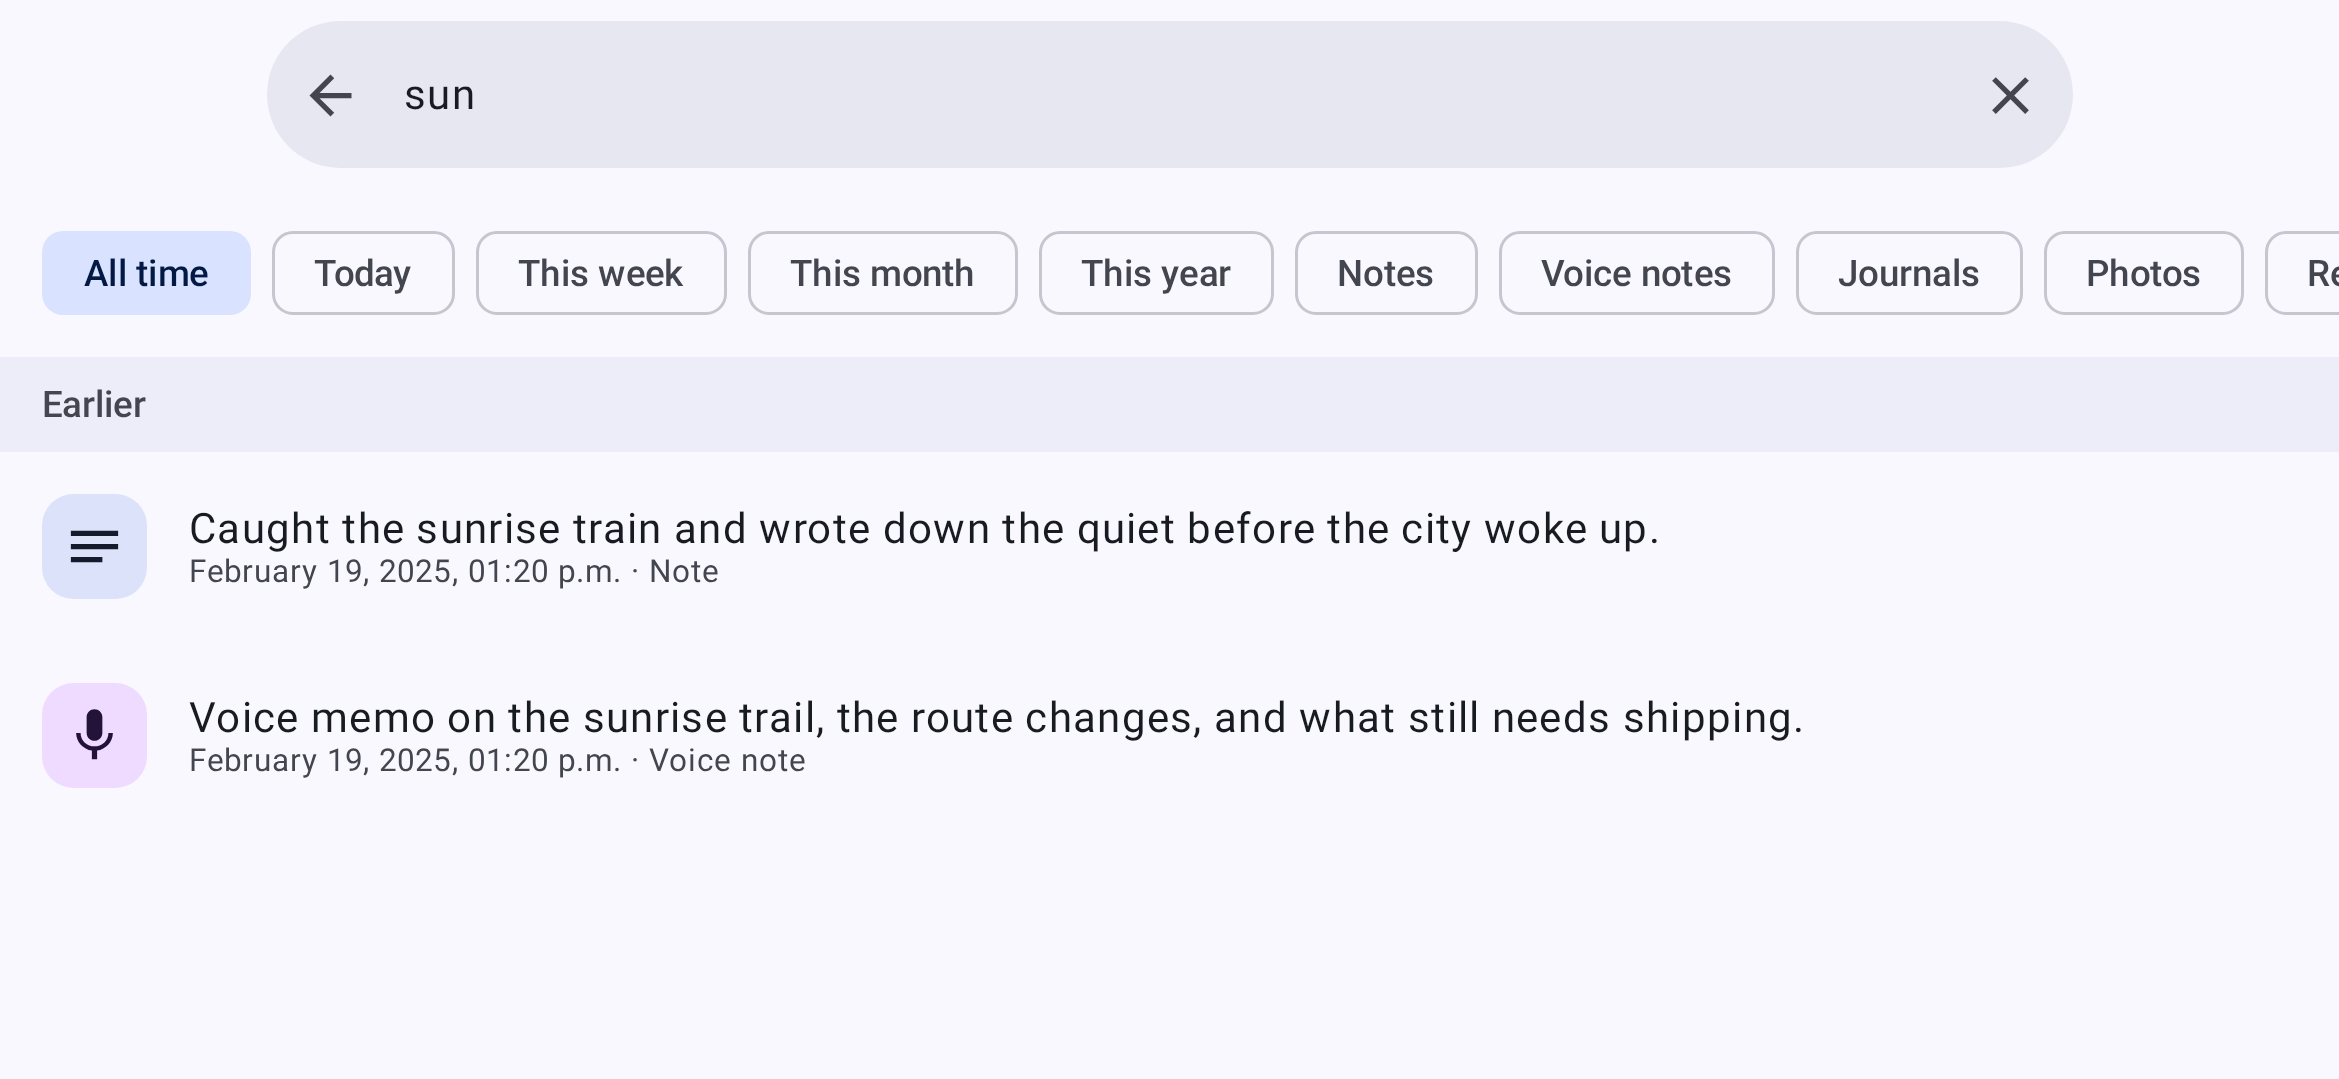 sun
All time Today This week This month This year Notes Voice notes Journals Photos
Earlier
Caught the sunrise train and wrote down the quiet before the city woke up.
February 19, 2025, 01:20 p.m. · Note
Voice memo on the sunrise trail, the route changes, and what still needs shipping.
February 19, 2025, 01:20 p.m. · Voice note